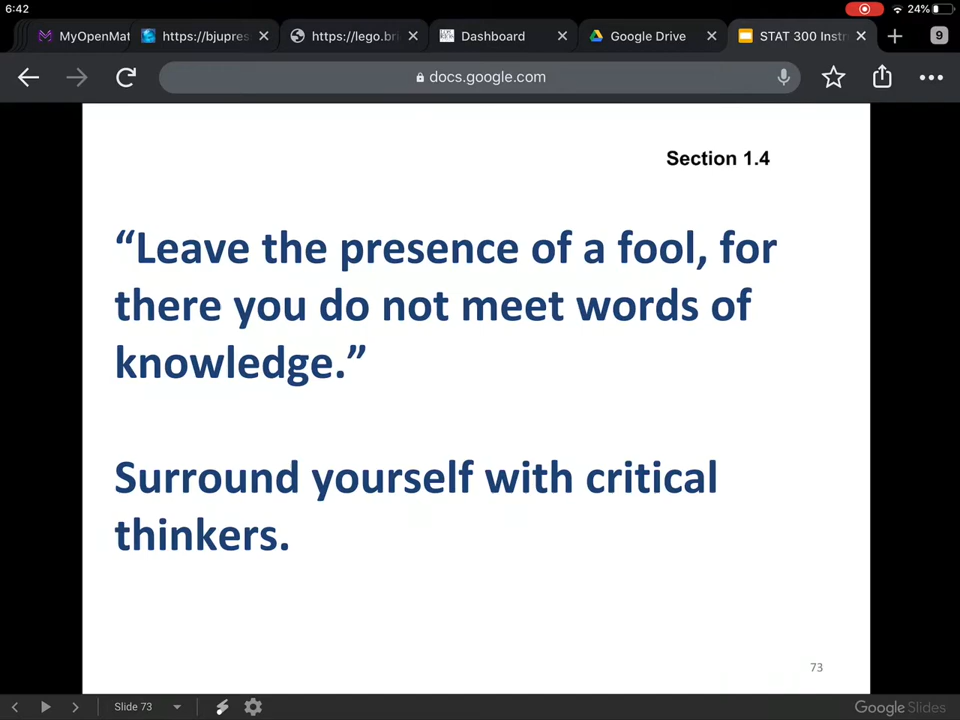 6:42
24%
MyOpenMat
https://bjupres
https://lego.bri
Dashboard
Google Drive
STAT 300 Instr
9
docs.google.com
Section 1.4
“Leave the presence of a fool, for
there you do not meet words of
knowledge.”
Surround yourself with critical
thinkers.
73
Slide 73
Google Slides